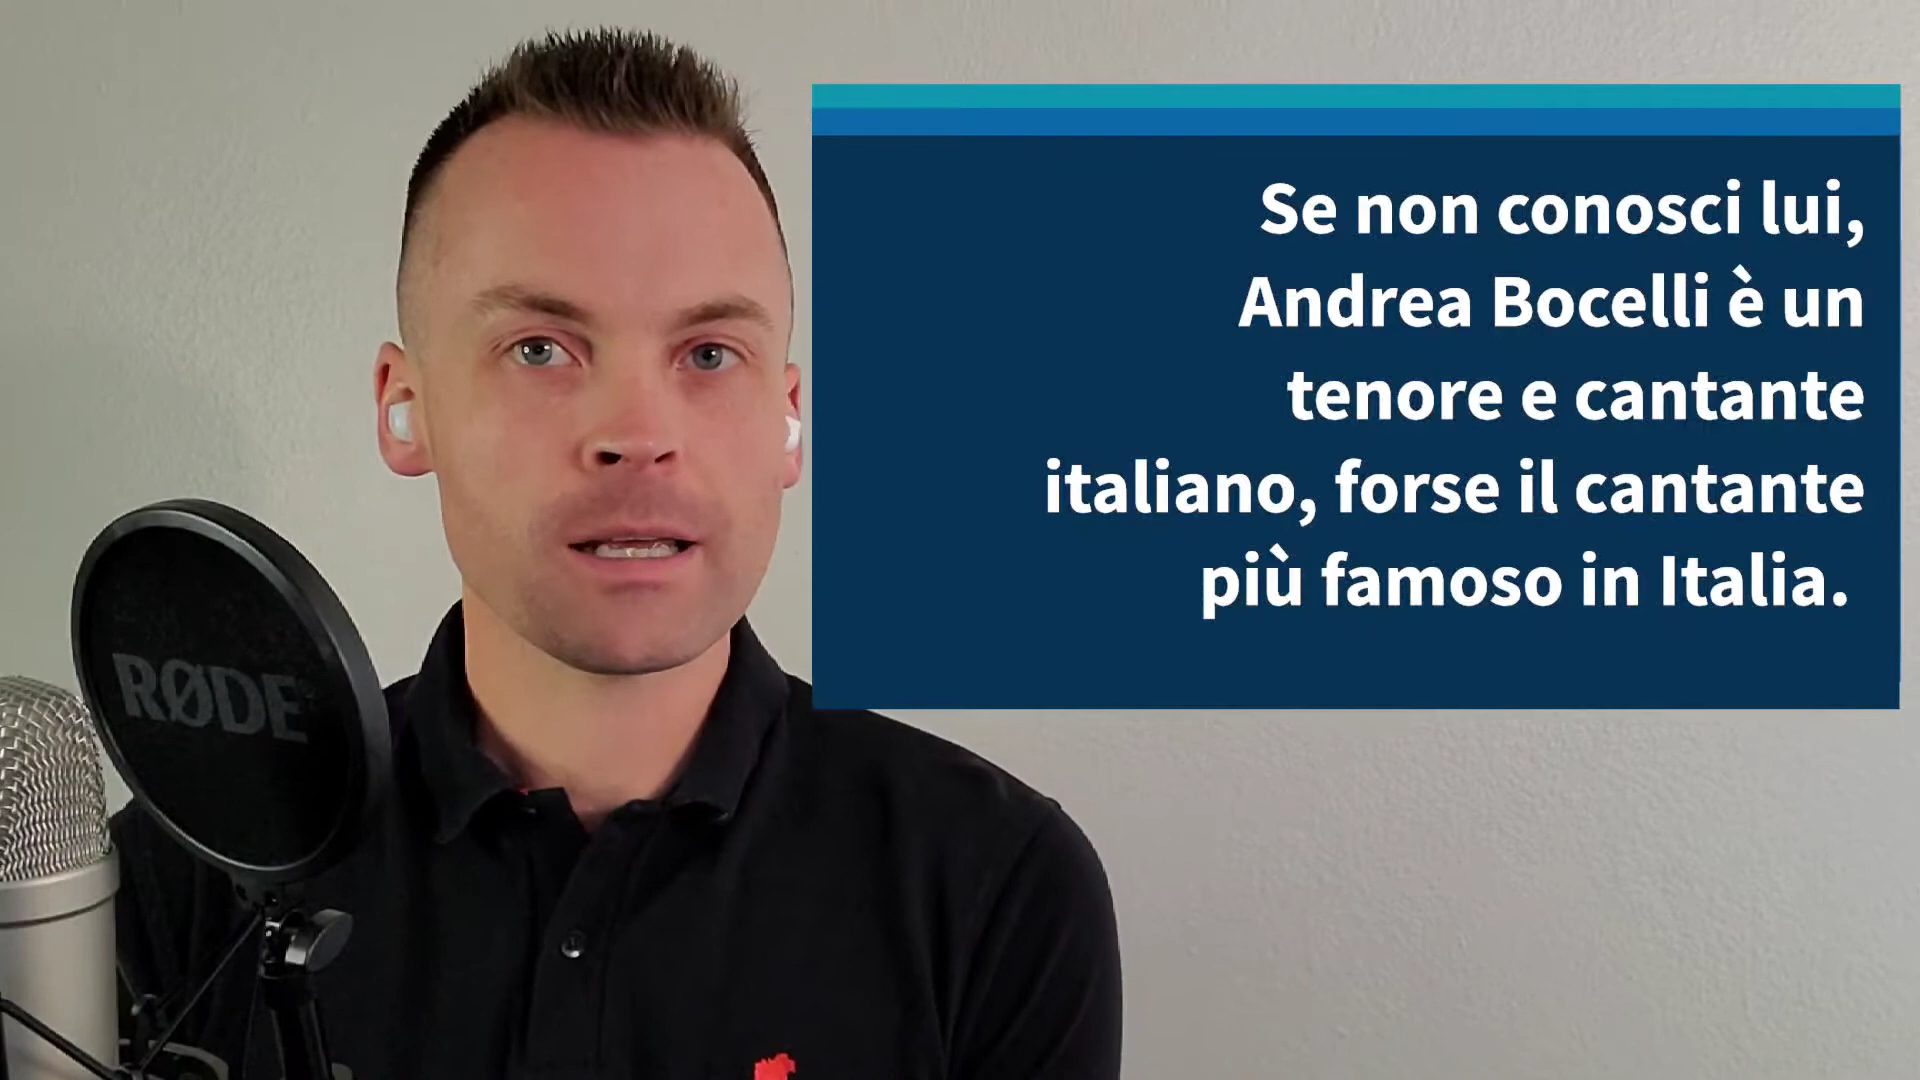 Se non conosci lui,
Andrea Bocelli è un
tenore e cantante
italiano, forse il cantante
più famoso in Italia.
RØDE